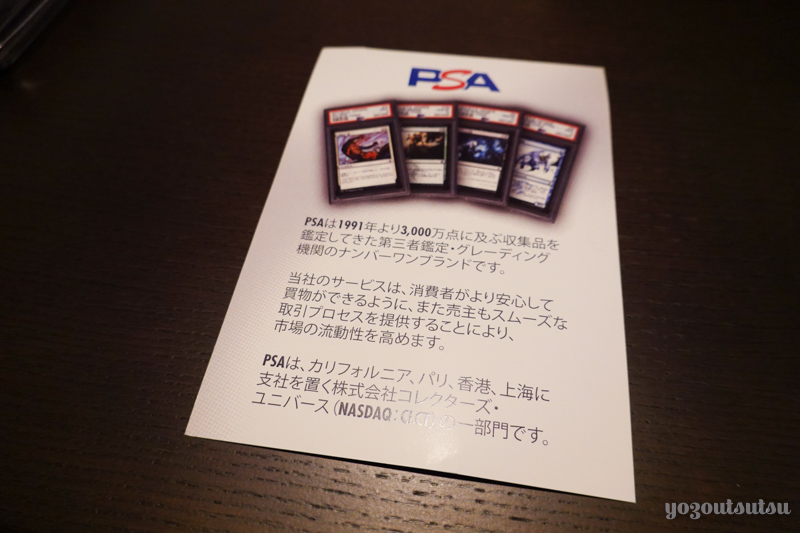 PSA
PSAは1991年より3,000万点に及ぶ収集品を
鑑定してきた第三者鑑定・グレーディング
機関のナンバーワンブランドです。
当社のサービスは、消費者がより安心して
買物ができるように、また売主もスムーズな
取引プロセスを提供することにより、
市場の流動性を高めます。
PSAは、カリフォルニア、パリ、香港、上海に
支社を置く株式会社コレクターズ・
ユニバース(NASDAQ:CLCT)の一部門です。
yozoutsutsu